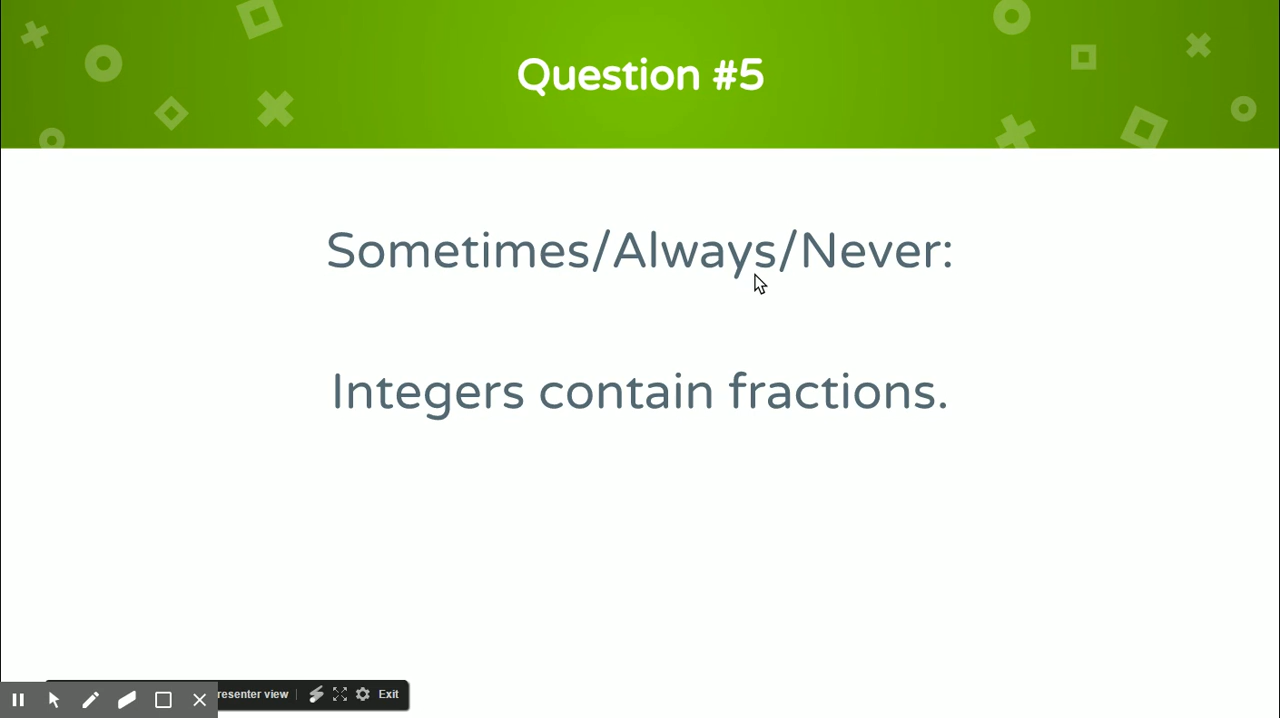 Question #5
Sometimes/Always/Never:
Integers contain fractions.
resenter view
Exit